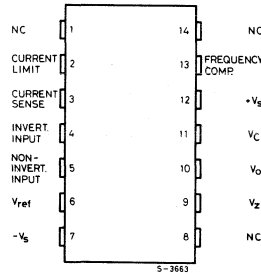 NC 1 14 NC
CURRENT LIMIT 2 13 FREQUENCY COMP.
CURRENT SENSE 3 12 +Vs
INVERT. INPUT 4 11 VC
NON-INVERT. INPUT 5 10 Vo
Vref 6 9 Vz
-Vs 7 8 NC
S-3663